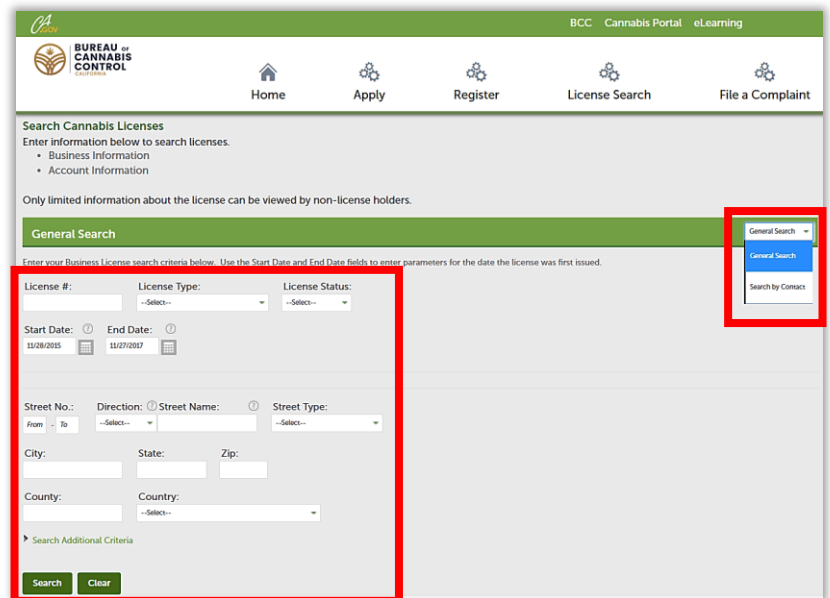 CA.GOV
BCC Cannabis Portal eLearning
BUREAU OF
CANNABIS
CONTROL
CALIFORNIA
Home Apply Register License Search File a Complaint
Search Cannabis Licenses
Enter information below to search licenses.
• Business Information
• Account Information
Only limited information about the license can be viewed by non-license holders.
General Search
General Search
General Search
Search by Contact
Enter your Business License search criteria below. Use the Start Date and End Date fields to enter parameters for the date the license was first issued.
License #: License Type: License Status:
--Select-- --Select--
Start Date: ? End Date: ?
11/28/2015 11/27/2017
Street No.: Direction: ? Street Name: ? Street Type:
From - To --Select-- --Select--
City: State: Zip:
County: Country:
--Select--
Search Additional Criteria
Search Clear